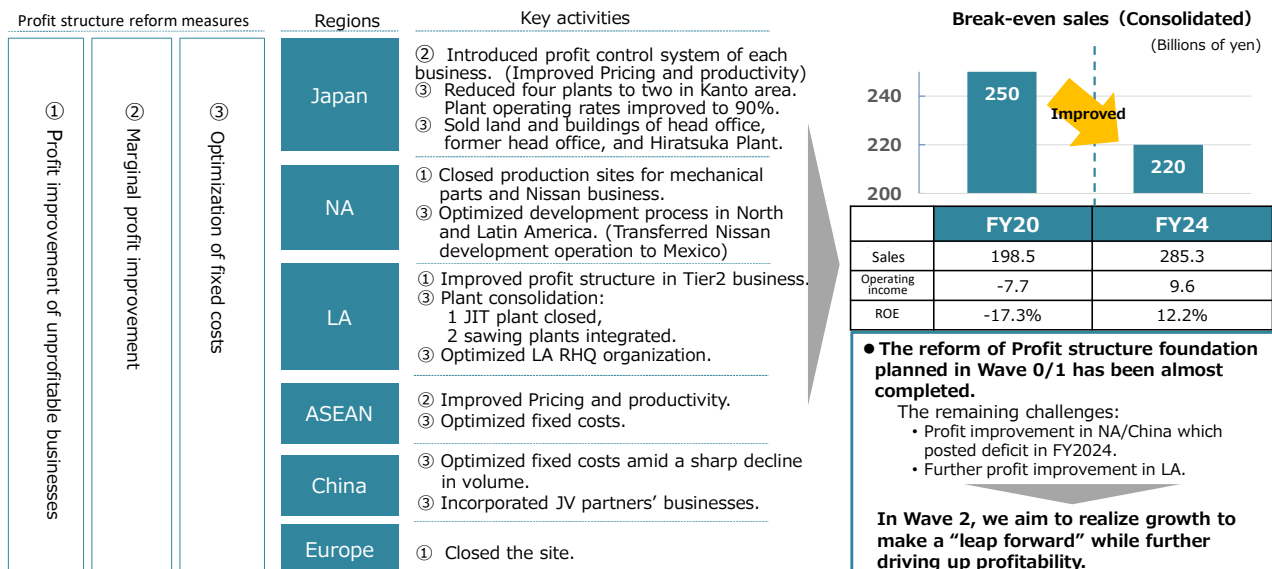 Profit structure reform measures
① Profit improvement of unprofitable businesses
② Marginal profit improvement
③ Optimization of fixed costs
Regions
Key activities
Japan
② Introduced profit control system of each
business. (Improved Pricing and productivity)
③ Reduced four plants to two in Kanto area.
Plant operating rates improved to 90%.
③ Sold land and buildings of head office,
former head office, and Hiratsuka Plant.
NA
① Closed production sites for mechanical
parts and Nissan business.
③ Optimized development process in North
and Latin America. (Transferred Nissan
development operation to Mexico)
LA
① Improved profit structure in Tier2 business.
③ Plant consolidation:
1 JIT plant closed,
2 sawing plants integrated.
③ Optimized LA RHQ organization.
ASEAN
② Improved Pricing and productivity.
③ Optimized fixed costs.
China
③ Optimized fixed costs amid a sharp decline
in volume.
③ Incorporated JV partners’ businesses.
Europe
① Closed the site.
Break-even sales (Consolidated)
(Billions of yen)
240
220
200
250
Improved
220
FY20 FY24
Sales 198.5 285.3
Operating
income -7.7 9.6
ROE -17.3% 12.2%
● The reform of Profit structure foundation
planned in Wave 0/1 has been almost
completed.
The remaining challenges:
・Profit improvement in NA/China which
posted deficit in FY2024.
・Further profit improvement in LA.
In Wave 2, we aim to realize growth to
make a “leap forward” while further
driving up profitability.